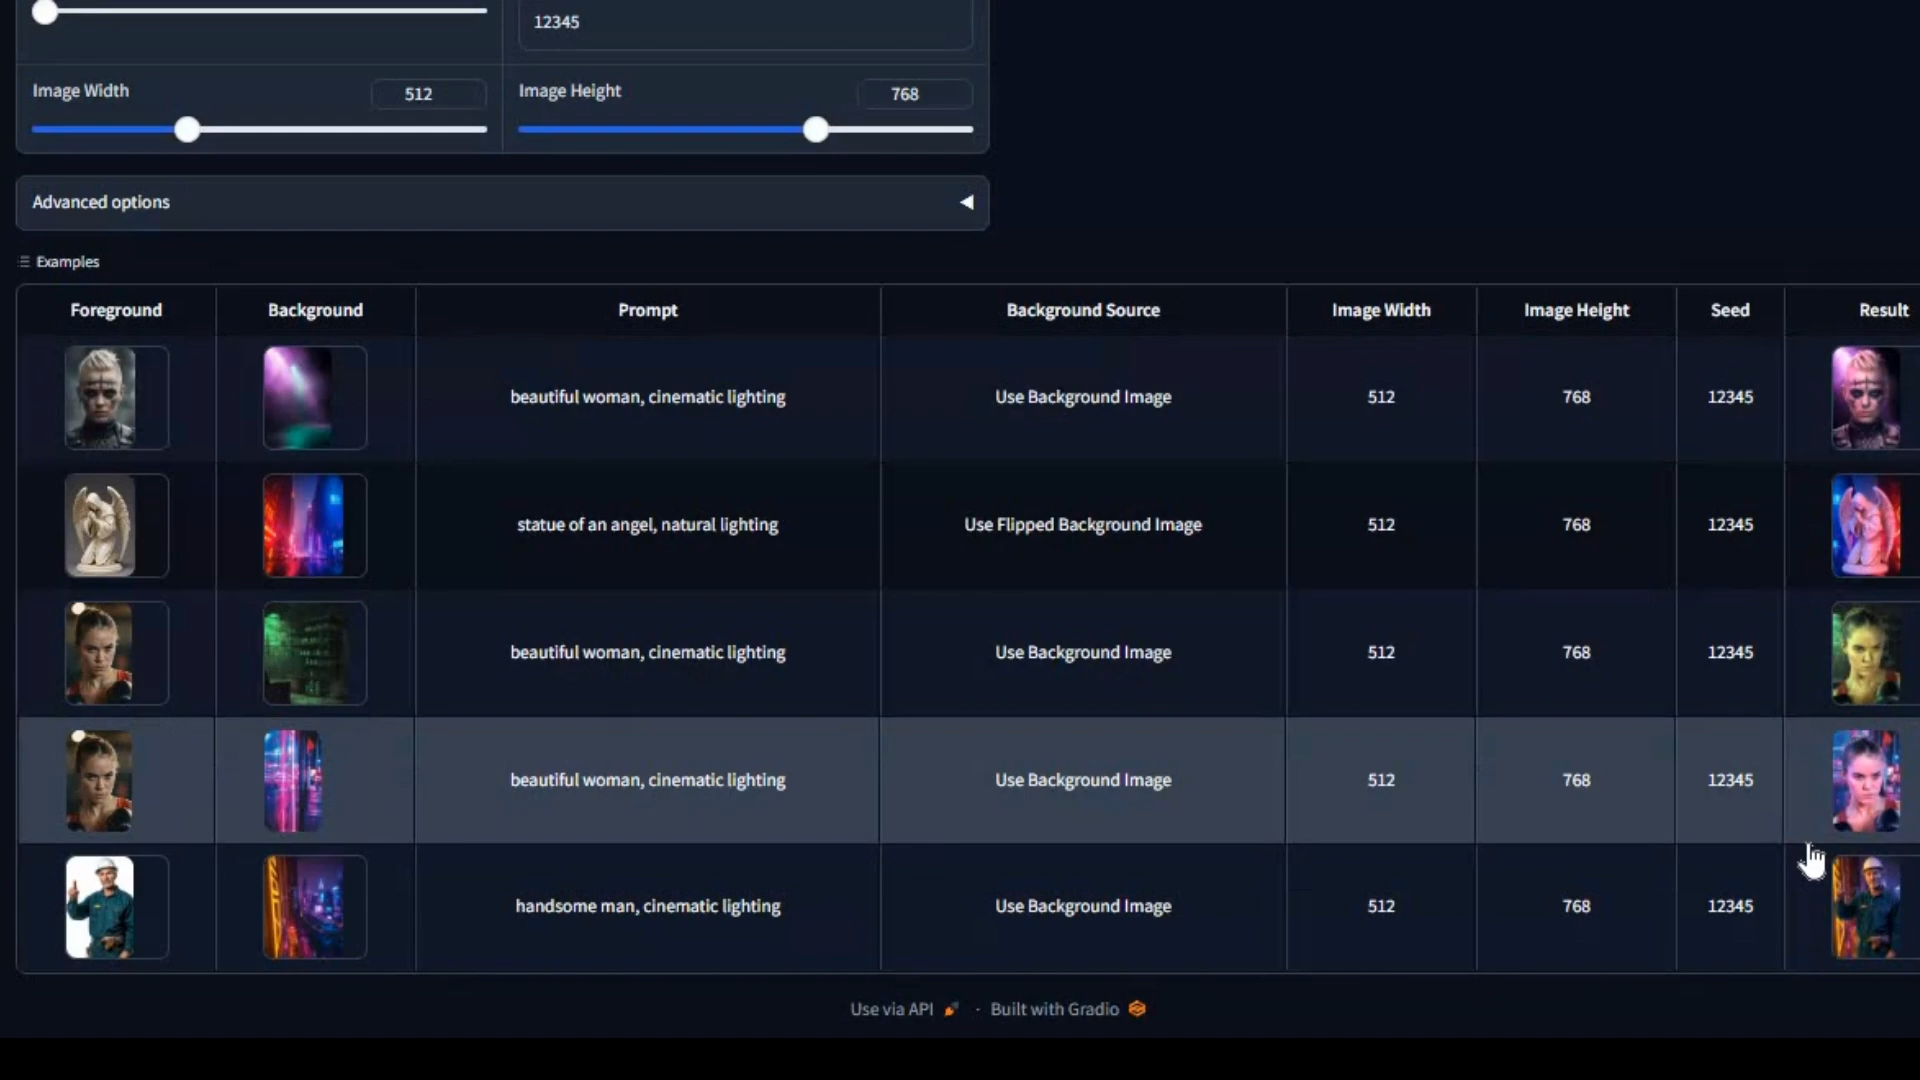 12345
Image Width 512 Image Height 768
Advanced options
Examples
Foreground Background Prompt Background Source Image Width Image Height Seed Result
beautiful woman, cinematic lighting Use Background Image 512 768 12345
statue of an angel, natural lighting Use Flipped Background Image 512 768 12345
beautiful woman, cinematic lighting Use Background Image 512 768 12345
beautiful woman, cinematic lighting Use Background Image 512 768 12345
handsome man, cinematic lighting Use Background Image 512 768 12345
Use via API · Built with Gradio